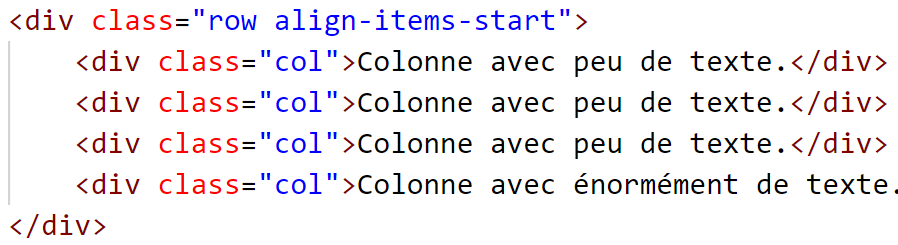 <div class="row align-items-start">
    <div class="col">Colonne avec peu de texte.</div>
    <div class="col">Colonne avec peu de texte.</div>
    <div class="col">Colonne avec peu de texte.</div>
    <div class="col">Colonne avec énormément de texte.
</div>